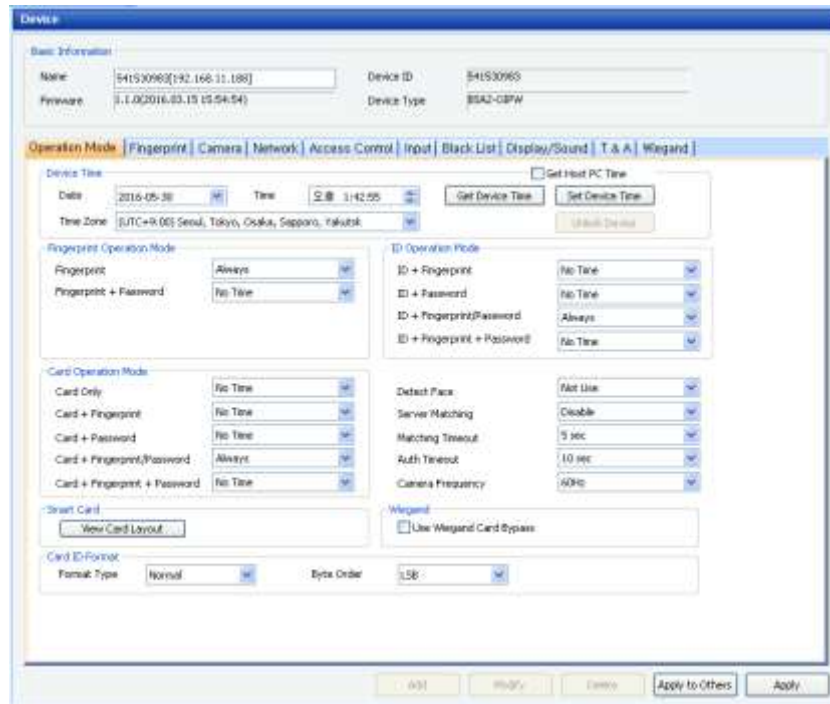 Device
Basic Information
Name 541530983[192.168.11.188] Device ID 541530983
Firmware 1.1.0(2016.03.15 15:54:54) Device Type
Operation Mode Fingerprint Camera Network Access Control Input Black List Display/Sound T & A Wiegand
Device Time Get Host PC Time
Date 2016-05-30 Time 오후 1:42:55 Get Device Time Set Device Time
Time Zone (UTC+9:00) Seoul, Tokyo, Osaka, Sapporo, Yakutsk Unlock Device
Fingerprint Operation Mode ID Operation Mode
Fingerprint Always ID + Fingerprint No Time
Fingerprint + Password No Time ID + Password No Time
ID + Fingerprint/Password Always
ID + Fingerprint + Password No Time
Card Operation Mode
Card Only No Time Detect Face Not Use
Card + Fingerprint No Time Server Matching Disable
Card + Password No Time Matching Timeout 5 sec
Card + Fingerprint/Password Always Auth Timeout 10 sec
Card + Fingerprint + Password No Time Camera Frequency 60Hz
Smart Card Wiegand
View Card Layout Use Wiegand Card Bypass
Card ID Format
Format Type Normal Byte Order LSB
Add Modify Delete Apply to Others Apply